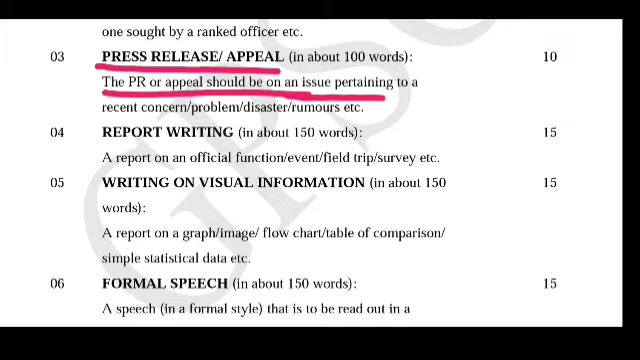 one sought by a ranked officer etc.
03 PRESS RELEASE/ APPEAL (in about 100 words): 10
The PR or appeal should be on an issue pertaining to a
recent concern/problem/disaster/rumours etc.
04 REPORT WRITING (in about 150 words): 15
A report on an official function/event/field trip/survey etc.
05 WRITING ON VISUAL INFORMATION (in about 150 15
words):
A report on a graph/image/ flow chart/table of comparison/
simple statistical data etc.
06 FORMAL SPEECH (in about 150 words): 15
A speech (in a formal style) that is to be read out in a
GPSC